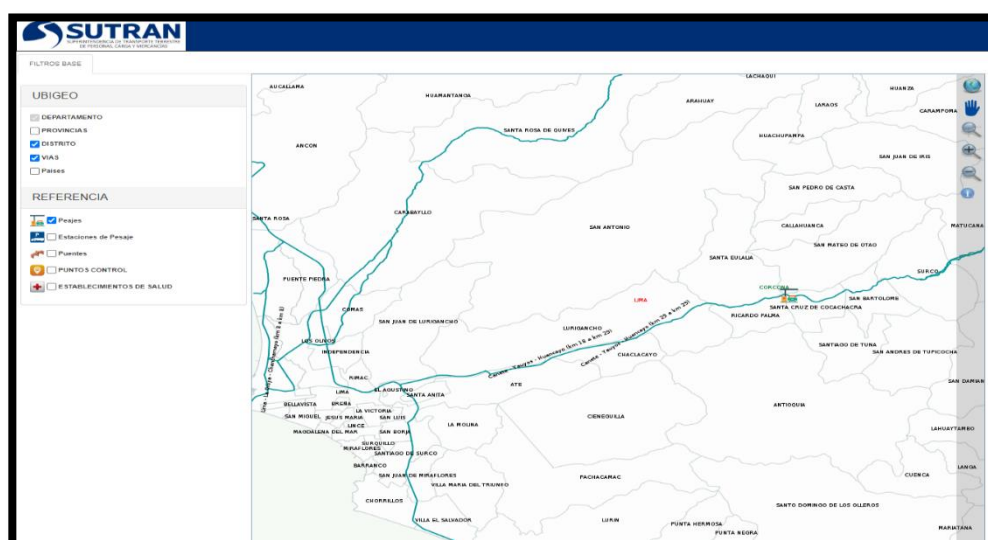 SUTRAN
SUPERINTENDENCIA DE TRANSPORTE TERRESTRE
DE PERSONAS, CARGA Y MERCANCIAS
FILTROS BASE
UBIGEO
DEPARTAMENTO
PROVINCIAS
DISTRITO
VIAS
Paises
REFERENCIA
Peajes
Estaciones de Pesaje
Puentes
PUNTOS CONTROL
ESTABLECIMIENTOS DE SALUD
LACHAQUI
AUCALLAMA
HUAMANTANGA
HUANZA
ARAHUAY
LARAOS
CARAMPOMA
SANTA ROSA DE QUIVES
HUACHUPAMPA
ANCON
SAN JUAN DE IRIS
SAN PEDRO DE CASTA
CARABAYLLO
SANTA ROSA
SAN ANTONIO
CALLAHUANCA
MATUCANA
SAN MATEO DE OTAO
SANTA EULALIA
SURCO
PUENTE PIEDRA
CORCONA
LIMA
SAN BARTOLOME
SANTA CRUZ DE COCACHACRA
COMAS
RICARDO PALMA
SAN JUAN DE LURIGANCHO
LURIGANCHO
LOS OLIVOS
SANTIAGO DE TUNA
INDEPENDENCIA
CHACLACAYO
SAN ANDRES DE TUPICOCHA
RIMAC
SAN DAMIAN
ATE
LIMA
EL AGUSTINO
SANTA ANITA
BELLAVISTA
BREÑA
ANTIOQUIA
LA VICTORIA
SAN MIGUEL
JESUS MARIA
SAN LUIS
CIENEGUILLA
LINCE
LA MOLINA
MAGDALENA DEL MAR
SAN BORJA
LAHUAYTAMBO
SURQUILLO
MIRAFLORES
SANTIAGO DE SURCO
BARRANCO
LANGA
SAN JUAN DE MIRAFLORES
PACHACAMAC
CUENCA
VILLA MARIA DEL TRIUNFO
CHORRILLOS
SANTO DOMINGO DE LOS OLLEROS
VILLA EL SALVADOR
LURIN
PUNTA HERMOSA
MARIATANA
PUNTA NEGRA